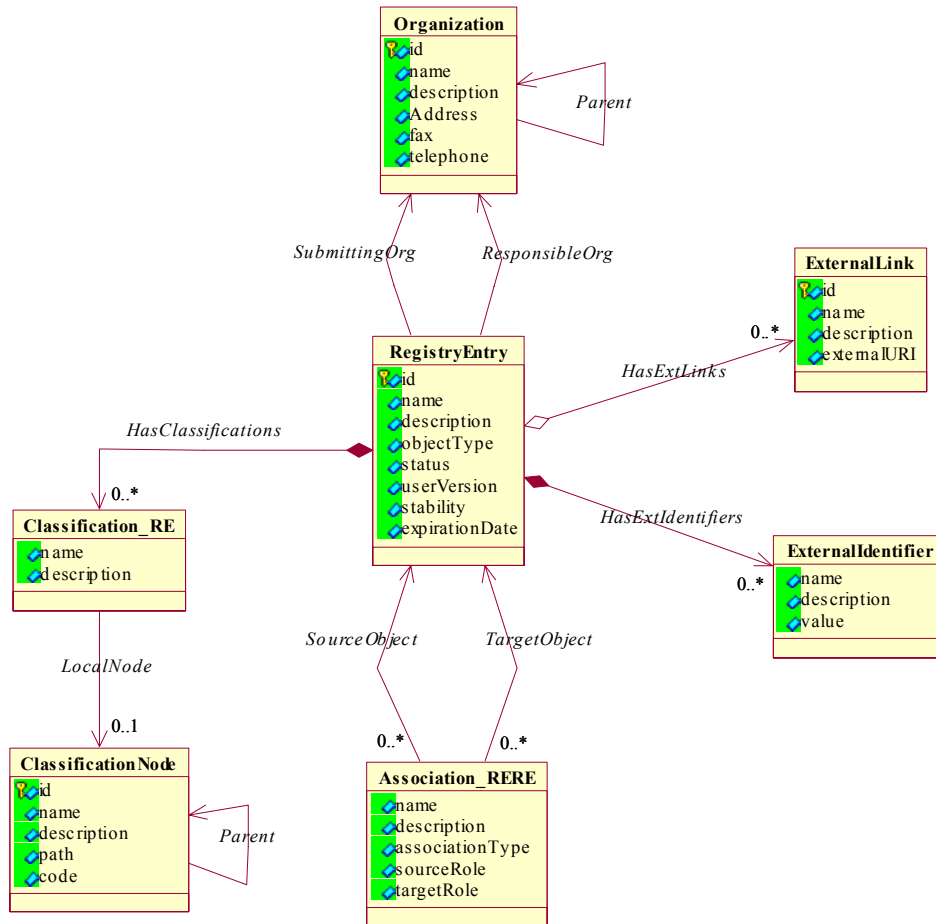 Organization
id
name
description
Address
fax
telephone
Parent
SubmittingOrg
ResponsibleOrg
ExternalLink
id
name
description
externalURI
0..*
HasExtLinks
RegistryEntry
id
name
description
objectType
status
userVersion
stability
expirationDate
HasClassifications
0..*
Classification_RE
name
description
HasExtIdentifiers
0..*
ExternalIdentifier
name
description
value
SourceObject
TargetObject
LocalNode
0..1
0..*
0..*
ClassificationNode
id
name
description
path
code
Parent
Association_RERE
name
description
associationType
sourceRole
targetRole